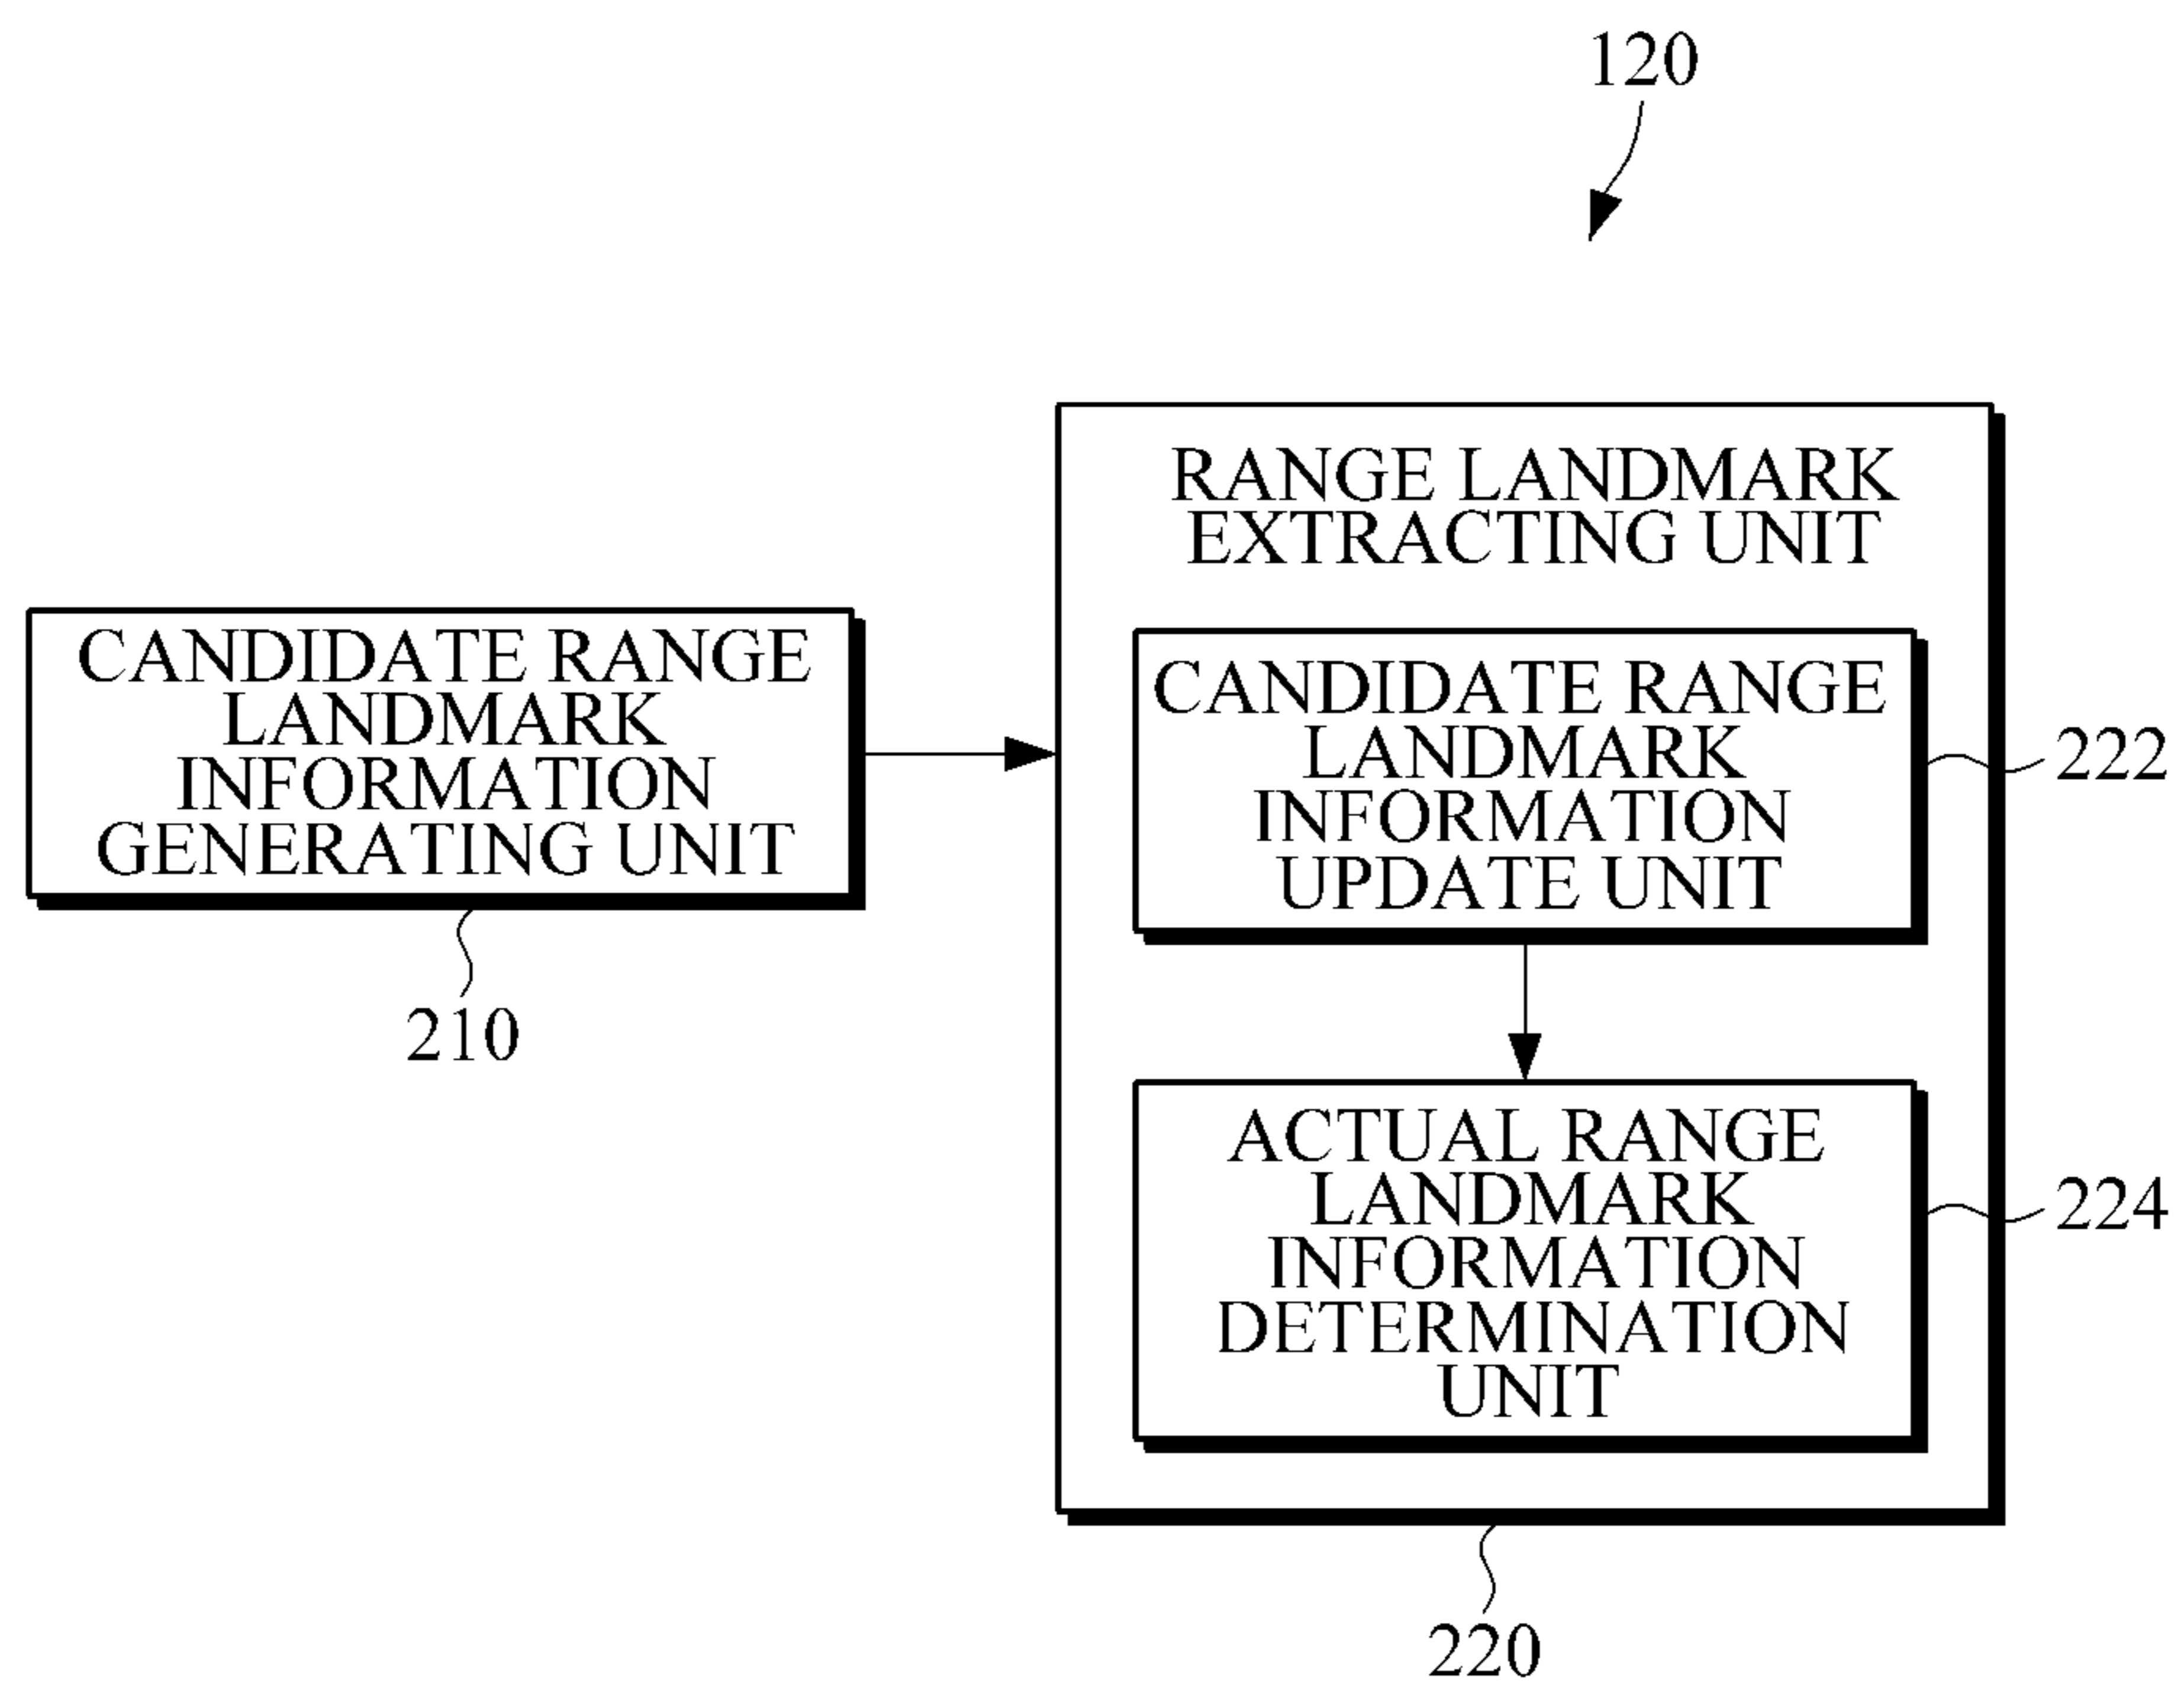 120
CANDIDATE RANGE
LANDMARK
INFORMATION
GENERATING UNIT
210
RANGE LANDMARK
EXTRACTING UNIT
CANDIDATE RANGE
LANDMARK
INFORMATION
UPDATE UNIT
222
ACTUAL RANGE
LANDMARK
INFORMATION
DETERMINATION
UNIT
224
220